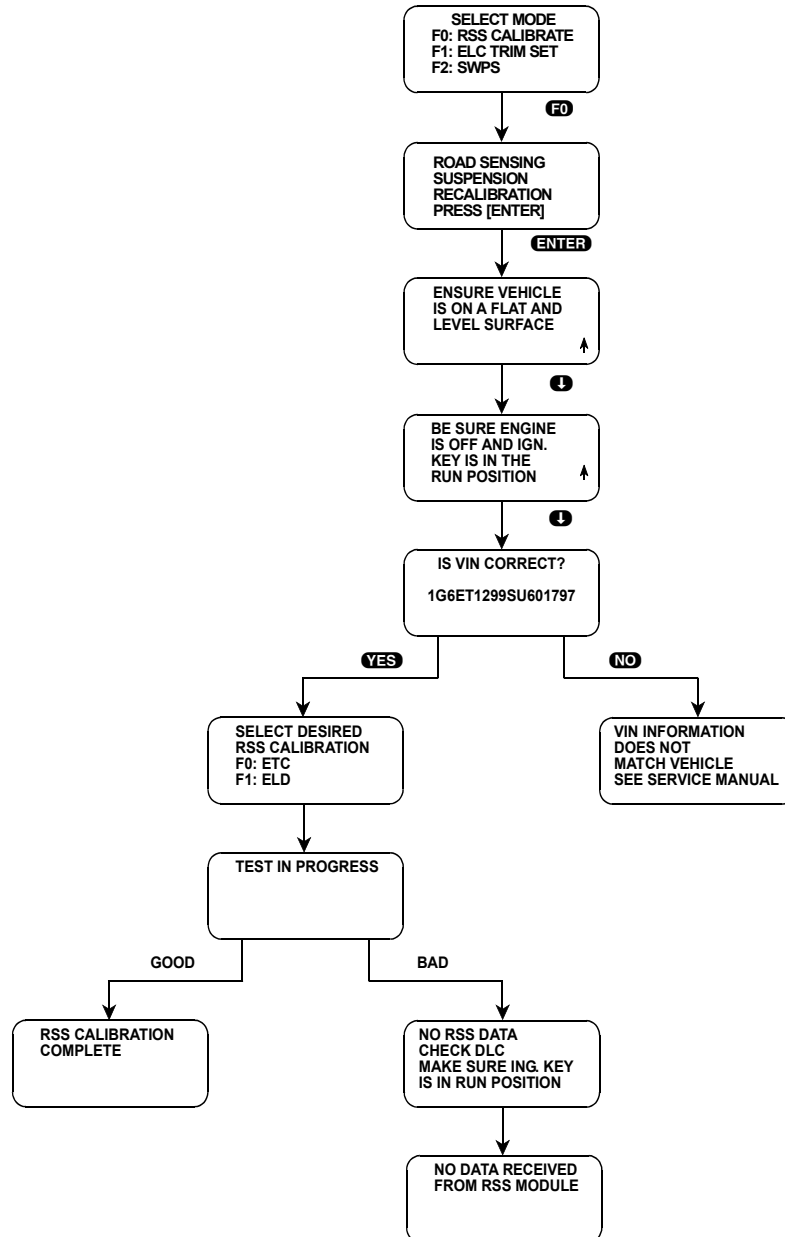 SELECT MODE
F0: RSS CALIBRATE
F1: ELC TRIM SET
F2: SWPS
F0
ROAD SENSING
SUSPENSION
RECALIBRATION
PRESS [ENTER]
ENTER
ENSURE VEHICLE
IS ON A FLAT AND
LEVEL SURFACE
BE SURE ENGINE
IS OFF AND IGN.
KEY IS IN THE
RUN POSITION
IS VIN CORRECT?
1G6ET1299SU601797
YES
NO
SELECT DESIRED
RSS CALIBRATION
F0: ETC
F1: ELD
VIN INFORMATION
DOES NOT
MATCH VEHICLE
SEE SERVICE MANUAL
TEST IN PROGRESS
GOOD
BAD
RSS CALIBRATION
COMPLETE
NO RSS DATA
CHECK DLC
MAKE SURE ING. KEY
IS IN RUN POSITION
NO DATA RECEIVED
FROM RSS MODULE